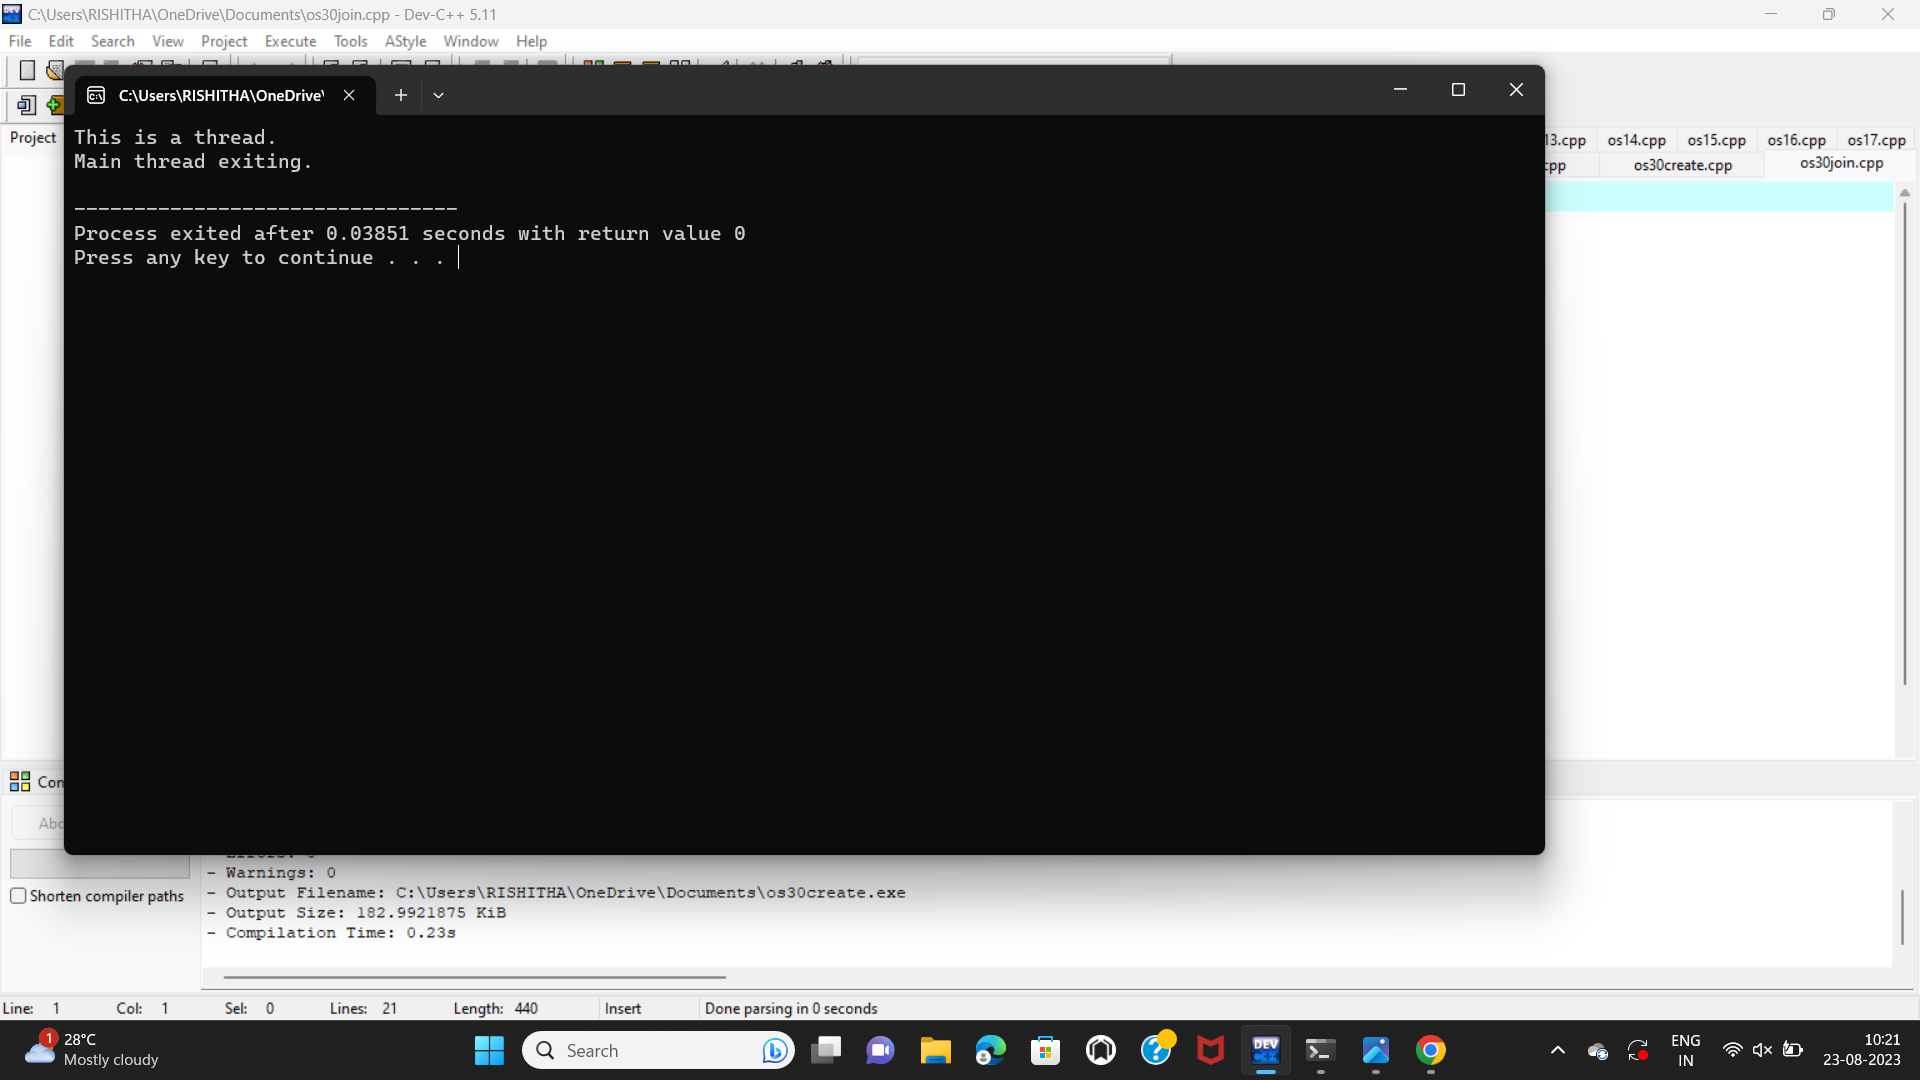 C:\Users\RISHITHA\OneDrive\Documents\os30join.cpp - Dev-C++ 5.11
File Edit Search View Project Execute Tools AStyle Window Help
C:\Users\RISHITHA\OneDrive\
Project
13.cpp os14.cpp os15.cpp os16.cpp os17.cpp
cpp os30create.cpp os30join.cpp
This is a thread.
Main thread exiting.
--------------------------------
Process exited after 0.03851 seconds with return value 0
Press any key to continue . . .
- Warnings: 0
- Output Filename: C:\Users\RISHITHA\OneDrive\Documents\os30create.exe
- Output Size: 182.9921875 KiB
- Compilation Time: 0.23s
Shorten compiler paths
Line: 1 Col: 1 Sel: 0 Lines: 21 Length: 440 Insert Done parsing in 0 seconds
1
28°C
Mostly cloudy
Search
DEV
C++
ENG
IN
10:21
23-08-2023